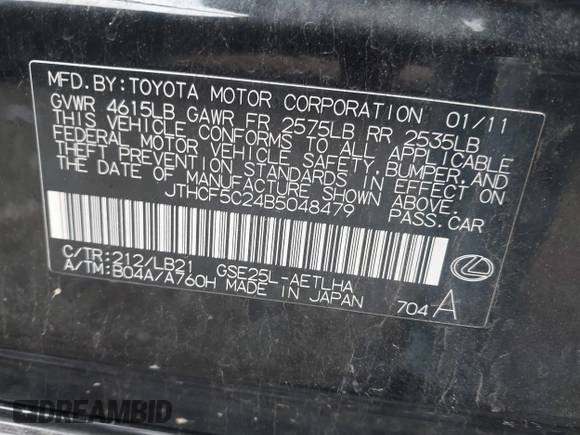 MFD. BY: TOYOTA MOTOR CORPORATION 01/11
GVWR 4615LB GAWR FR 2575LB RR 2535LB
THIS VEHICLE CONFORMS TO ALL APPLICABLE
FEDERAL MOTOR VEHICLE SAFETY, BUMPER, AND
THEFT PREVENTION STANDARDS IN EFFECT ON
THE DATE OF MANUFACTURE SHOWN ABOVE.
JTHCF5C24B5048479 PASS. CAR
C/TR: 212/LB21 GSE25L-AETLHA
A/TM: B04A/A760H MADE IN JAPAN 704 A
DREAMBID